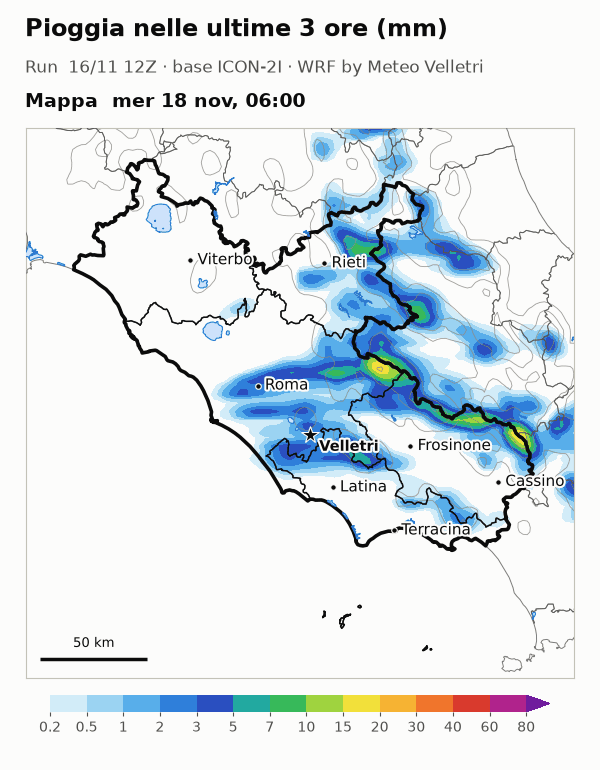 Pioggia nelle ultime 3 ore (mm)
Run  16/11 12Z · base ICON-2I · WRF by Meteo Velletri
Mappa  mer 18 nov, 06:00
Viterbo
Rieti
Roma
Velletri
Frosinone
Latina
Cassino
Terracina
50 km
0.2 0.5 1 2 3 5 7 10 15 20 30 40 60 80